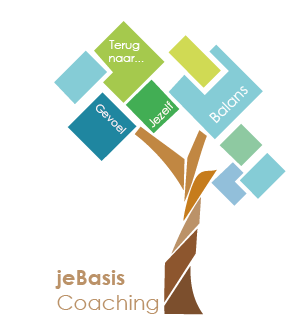 Terug
naar...
Gevoel
Jezelf
Balans
jeBasis
Coaching